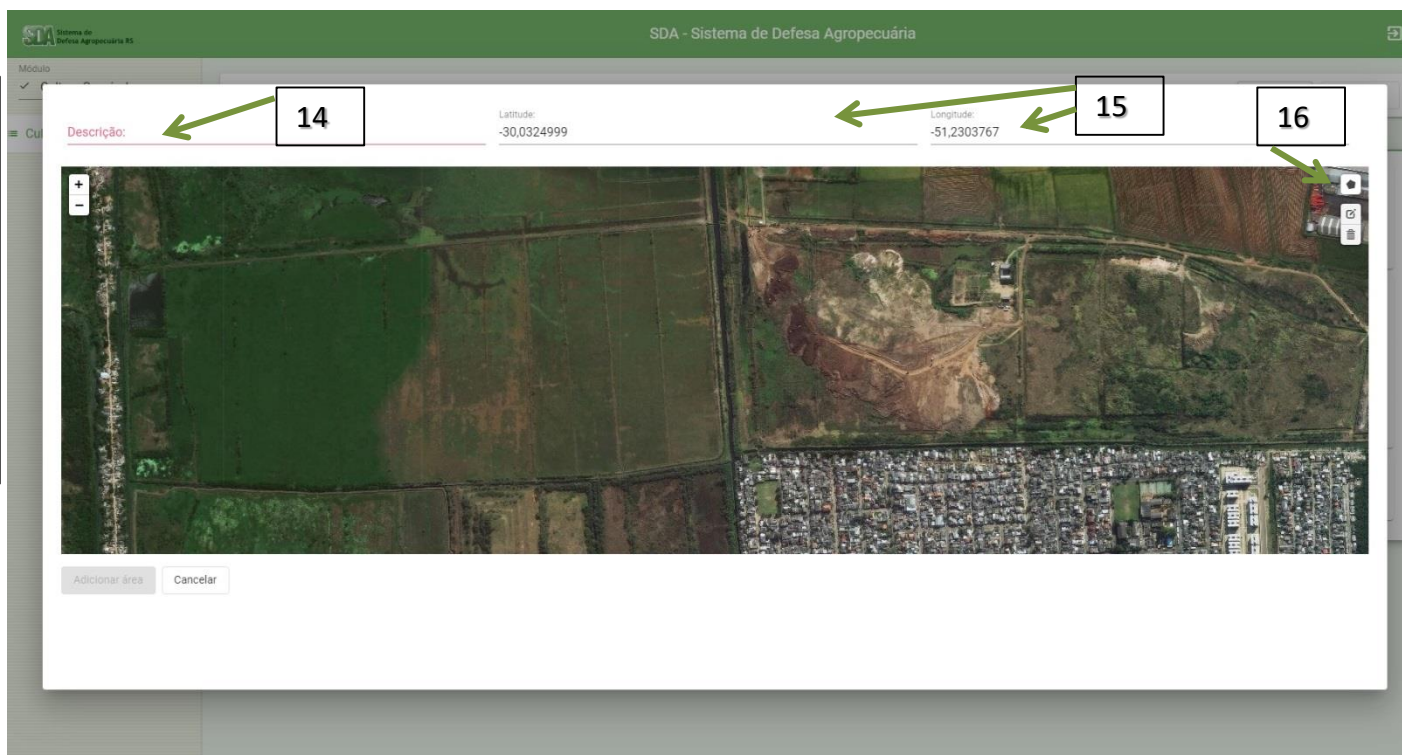 SDA Sistema de
Defesa Agropecuária RS
SDA - Sistema de Defesa Agropecuária
Módulo
Cul
14
15
16
Descrição:
Latitude:
-30,0324999
Longitude:
-51,2303767
+
-
Adicionar área
Cancelar